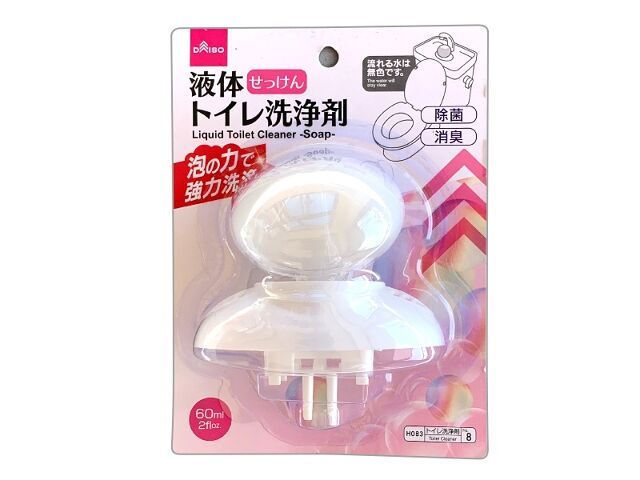 DAISO
液体 せっけん
トイレ洗浄剤
Liquid Toilet Cleaner -Soap-
泡の力で
強力洗浄
流れる水は
無色です。
The water will
stay clear.
除菌
消臭
60ml
2floz.
H083 トイレ洗浄剤 No.
Toilet Cleaner 8